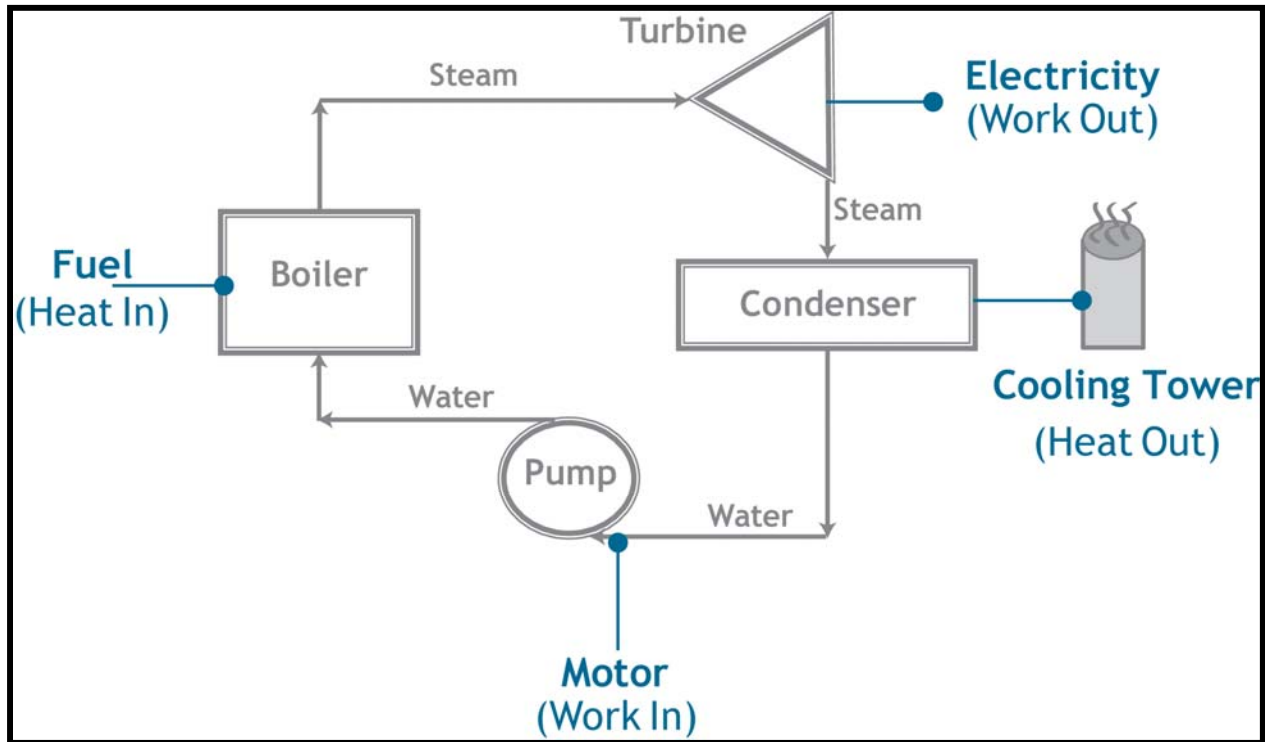 Turbine
Steam
Electricity
(Work Out)
Steam
Fuel
(Heat In)
Boiler
Condenser
Cooling Tower
(Heat Out)
Water
Pump
Water
Motor
(Work In)